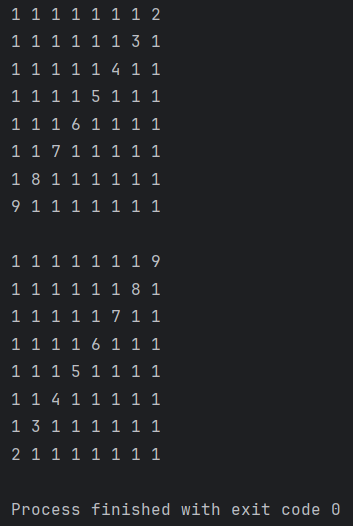 1 1 1 1 1 1 1 2
1 1 1 1 1 1 3 1
1 1 1 1 1 4 1 1
1 1 1 1 5 1 1 1
1 1 1 6 1 1 1 1
1 1 7 1 1 1 1 1
1 8 1 1 1 1 1 1
9 1 1 1 1 1 1 1

1 1 1 1 1 1 1 9
1 1 1 1 1 1 8 1
1 1 1 1 1 7 1 1
1 1 1 1 6 1 1 1
1 1 1 5 1 1 1 1
1 1 4 1 1 1 1 1
1 3 1 1 1 1 1 1
2 1 1 1 1 1 1 1

Process finished with exit code 0